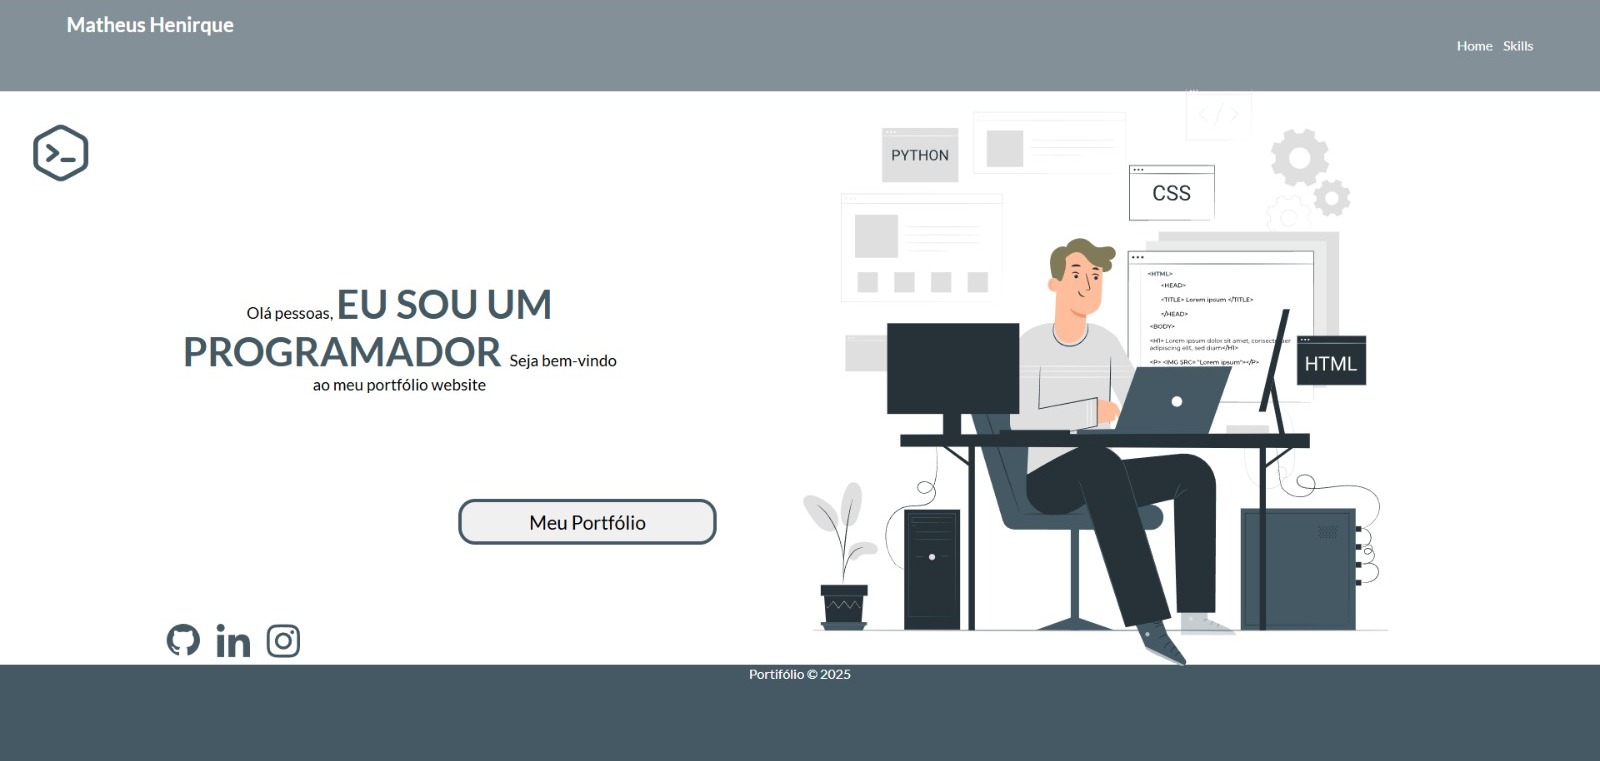 Matheus Henirque
Home Skills
PYTHON
CSS
<HTML>
<HEAD>
<TITLE> Lorem ipsum </TITLE>
</HEAD>
<BODY>
<H1> Lorem ipsum dolor sit amet, consectetuer
adipiscing elit, sed diam</H1>
<P> <IMG SRC= "Lorem ipsum"></P>
HTML
Olá pessoas, EU SOU UM
PROGRAMADOR Seja bem-vindo
ao meu portfólio website
Meu Portfólio
in
Portifólio © 2025